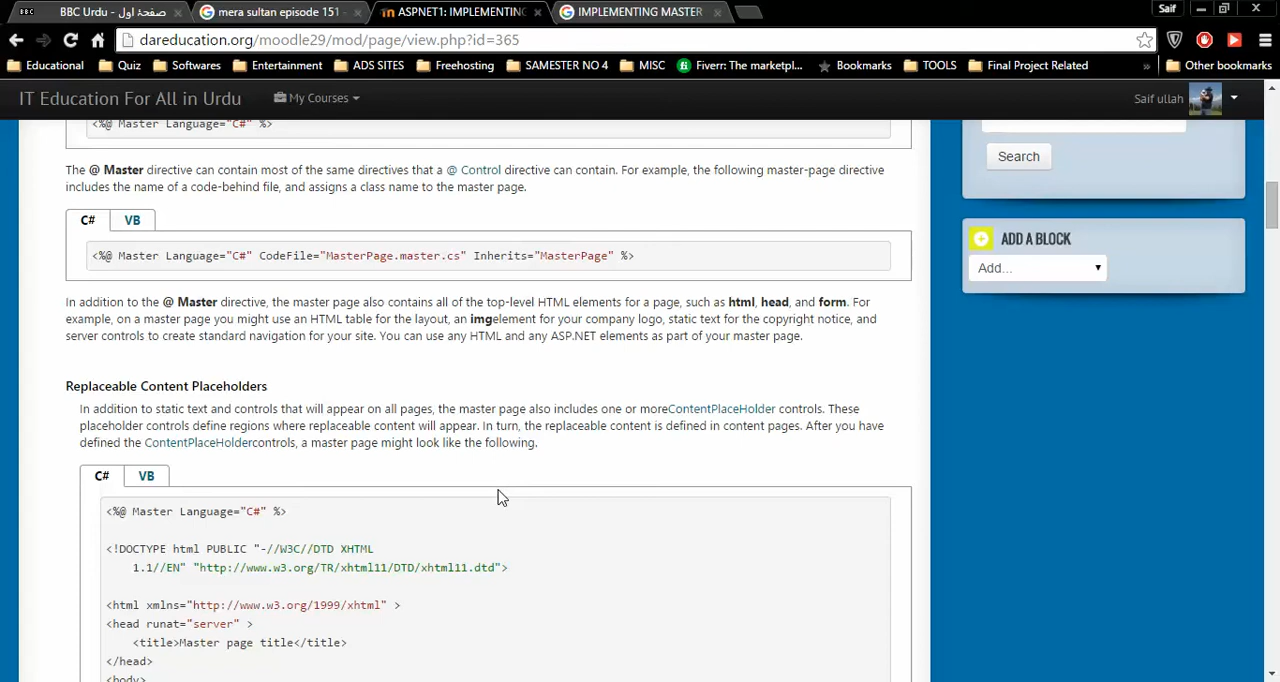 Saif
BBC Urdu - صفحۂ اول
mera sultan episode 151 -
ASPNET1: IMPLEMENTING
IMPLEMENTING MASTER
dareducation.org/moodle29/mod/page/view.php?id=365
Educational Quiz Softwares Entertainment ADS SITES Freehosting SAMESTER NO 4 MISC Fiverr: The marketpl... Bookmarks TOOLS Final Project Related » Other bookmarks
IT Education For All in Urdu My Courses Saif ullah
<%@ Master Language="C#" %>
The @ Master directive can contain most of the same directives that a @ Control directive can contain. For example, the following master-page directive
includes the name of a code-behind file, and assigns a class name to the master page.
C# VB
<%@ Master Language="C#" CodeFile="MasterPage.master.cs" Inherits="MasterPage" %>
In addition to the @ Master directive, the master page also contains all of the top-level HTML elements for a page, such as html, head, and form. For
example, on a master page you might use an HTML table for the layout, an imgelement for your company logo, static text for the copyright notice, and
server controls to create standard navigation for your site. You can use any HTML and any ASP.NET elements as part of your master page.
Replaceable Content Placeholders
In addition to static text and controls that will appear on all pages, the master page also includes one or moreContentPlaceHolder controls. These
placeholder controls define regions where replaceable content will appear. In turn, the replaceable content is defined in content pages. After you have
defined the ContentPlaceHoldercontrols, a master page might look like the following.
C# VB
<%@ Master Language="C#" %>
<!DOCTYPE html PUBLIC "-//W3C//DTD XHTML
1.1//EN" "http://www.w3.org/TR/xhtml11/DTD/xhtml11.dtd">
<html xmlns="http://www.w3.org/1999/xhtml" >
<head runat="server" >
<title>Master page title</title>
</head>
<body>
Search
ADD A BLOCK
Add...